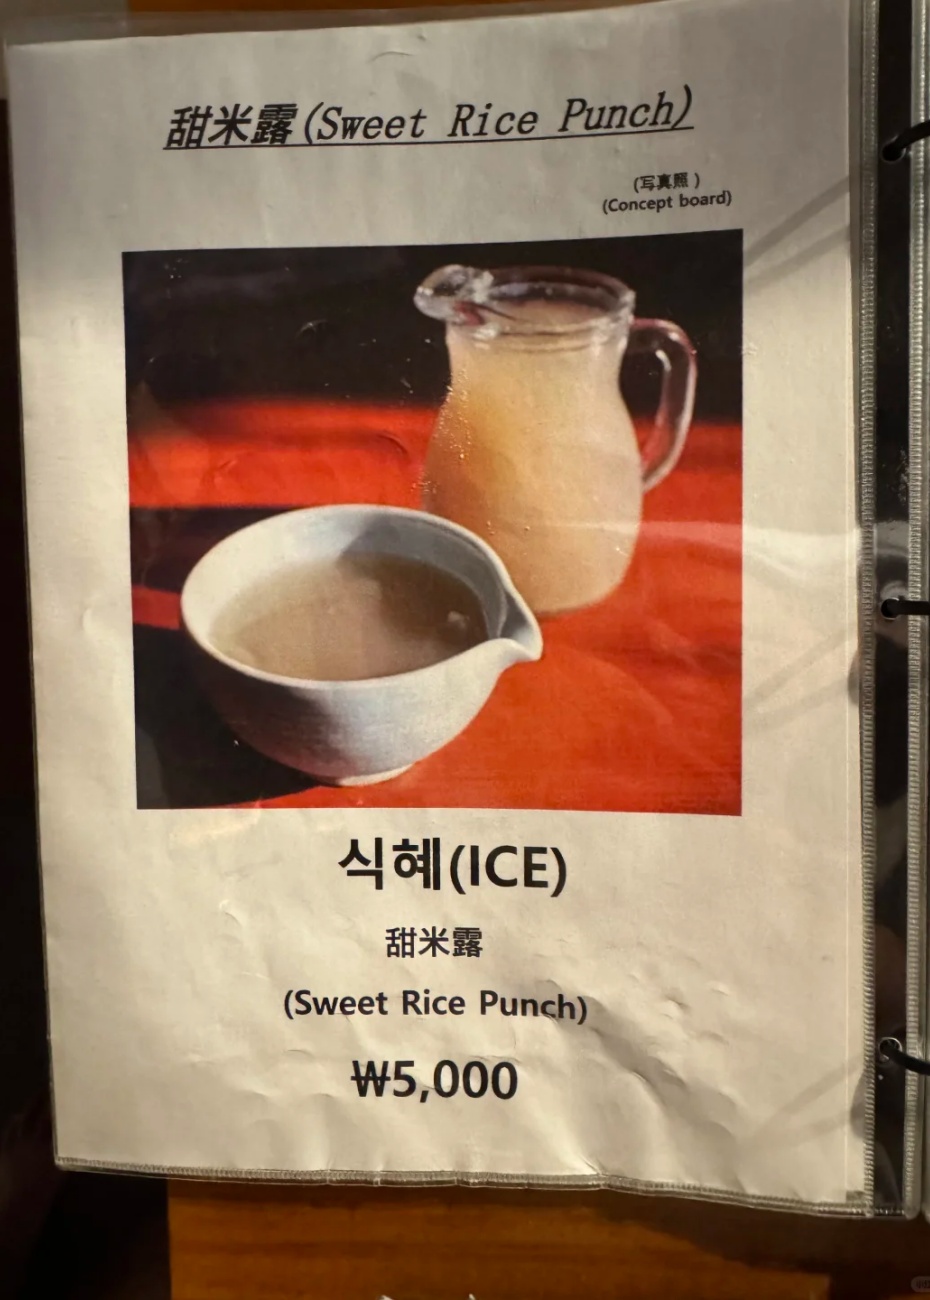 甜米露(Sweet Rice Punch)
(写真照)
(Concept board)
식혜(ICE)
甜米露
(Sweet Rice Punch)
₩5,000